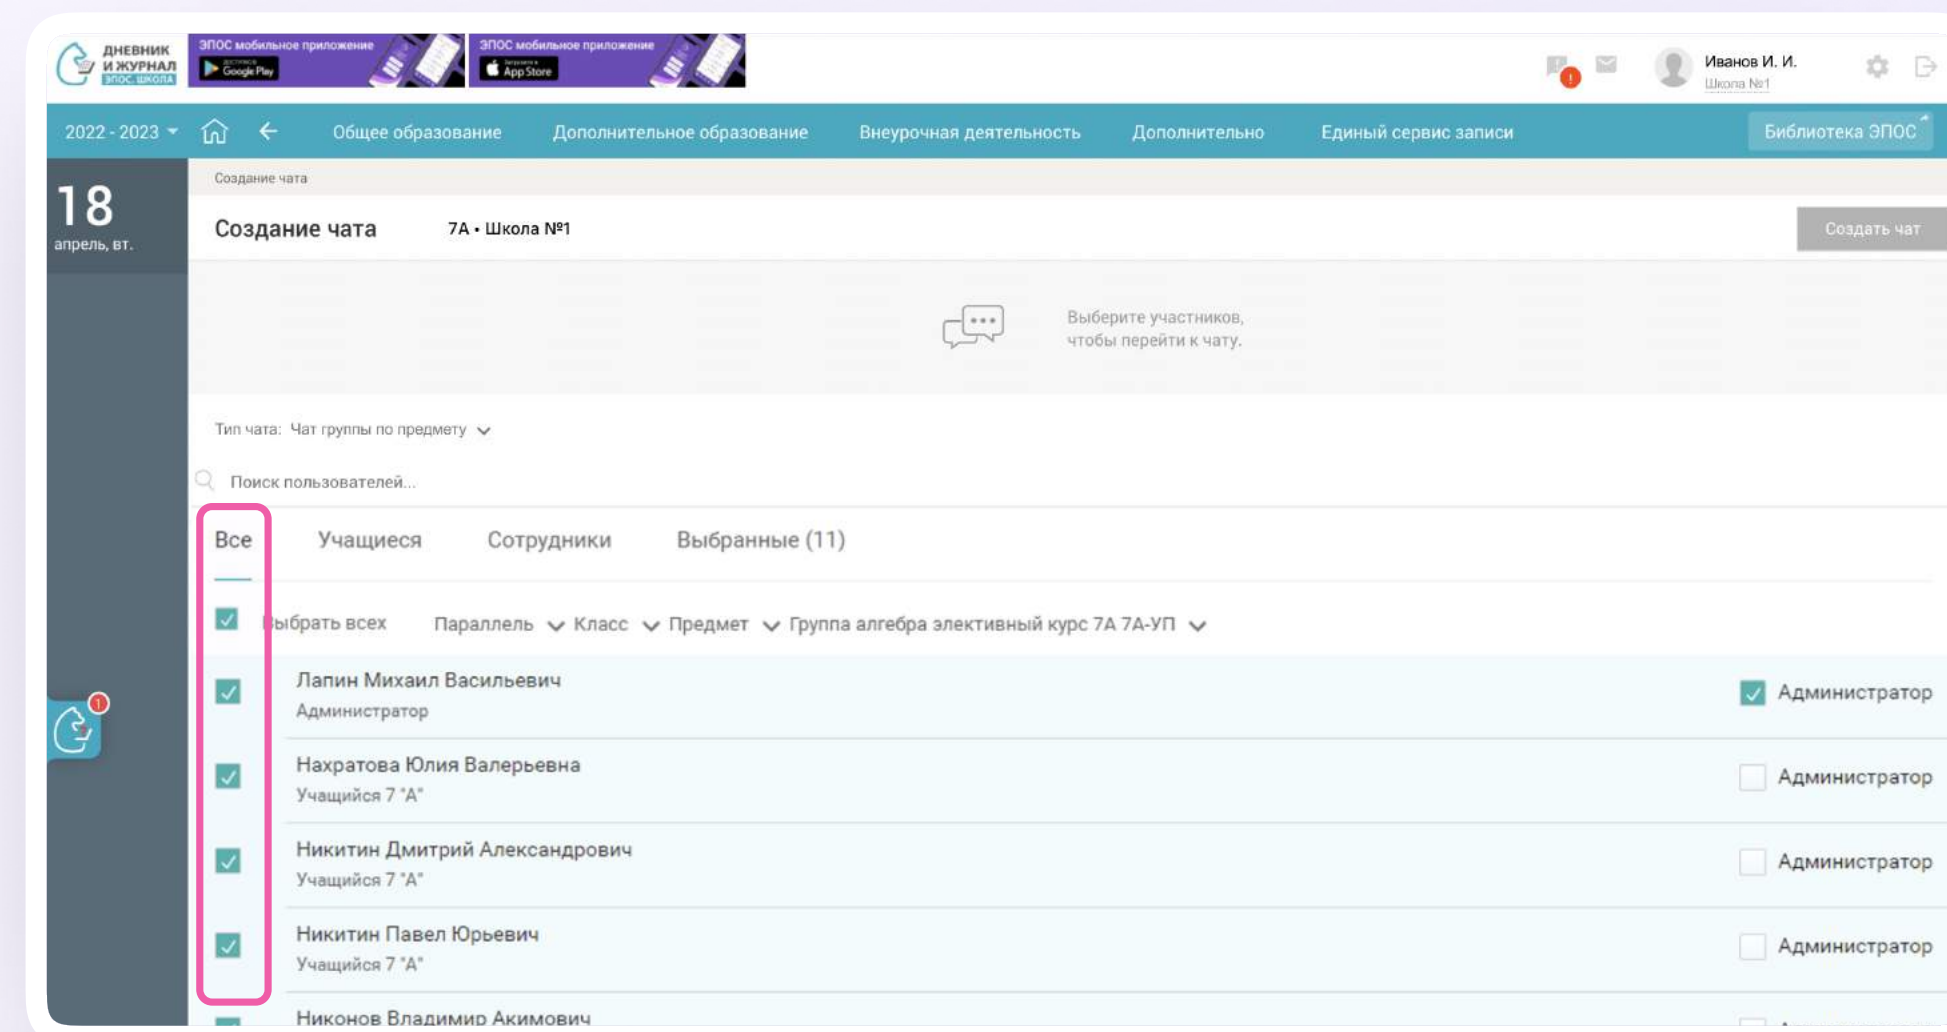 ДНЕВНИК
И ЖУРНАЛ
ЭПОС. ШКОЛА
ЭПОС мобильное приложение
Google Play
ЭПОС мобильное приложение
App Store
Иванов И. И.
Школа №1
2022 - 2023
Общее образование
Дополнительное образование
Внеурочная деятельность
Дополнительно
Единый сервис записи
Библиотека ЭПОС
18
апрель, вт.
Создание чата
Создание чата
7А • Школа №1
Создать чат
Выберите участников,
чтобы перейти к чату.
Тип чата: Чат группы по предмету
Поиск пользователей...
Все
Учащиеся
Сотрудники
Выбранные (11)
Выбрать всех
Параллель
Класс
Предмет
Группа алгебра элективный курс 7А 7А-УП
Лапин Михаил Васильевич
Администратор
Администратор
Нахратова Юлия Валерьевна
Учащийся 7 "А"
Администратор
1
Никитин Дмитрий Александрович
Учащийся 7 "А"
Администратор
Никитин Павел Юрьевич
Учащийся 7 "А"
Администратор
Никонов Владимир Акимович